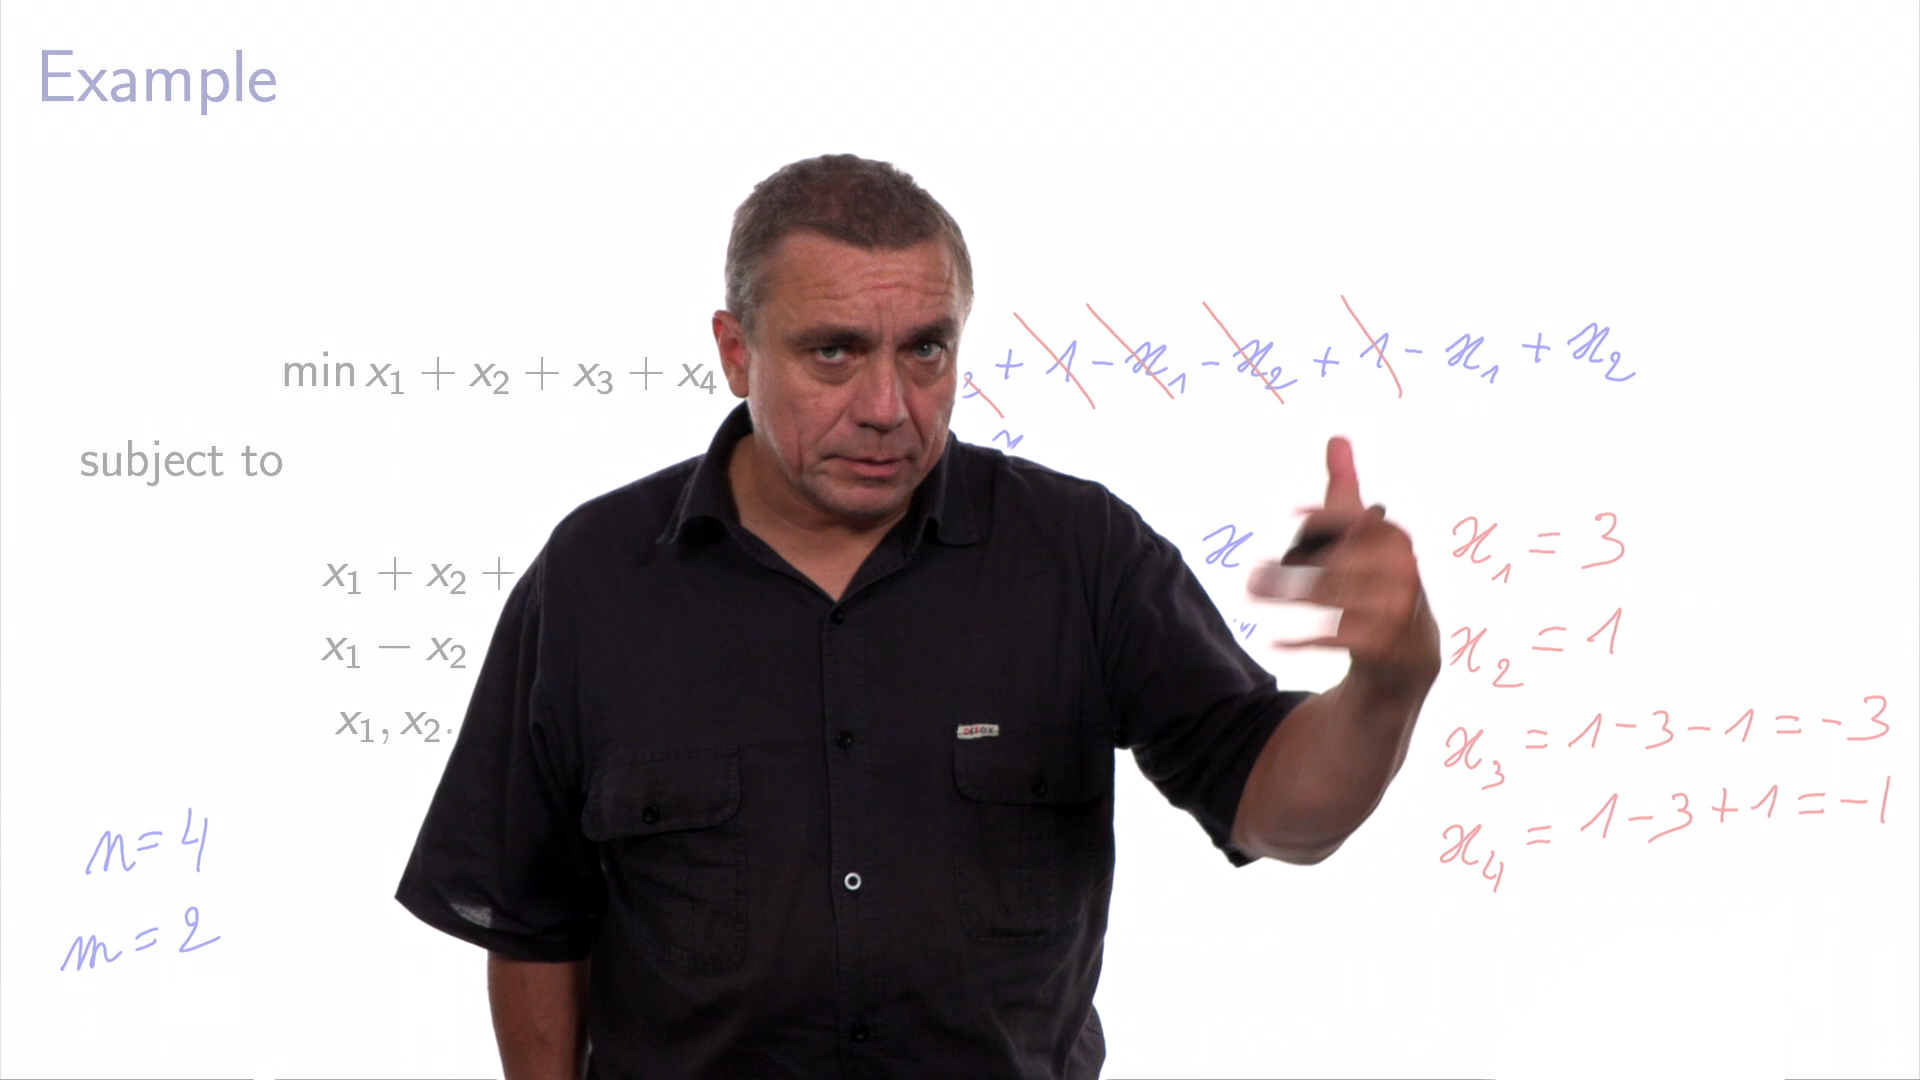 Example
min x₁ + x₂ + x₃ + x₄ + 1 - x₁ - x₂ + 1 - x₁ + x₂
subject to
x₁ + x₂ +
x₁ − x₂
x₁, x₂.
x
x₁ = 3
x₂ = 1
x₃ = 1 - 3 - 1 = -3
x₄ = 1 - 3 + 1 = -1
n = 4
m = 2